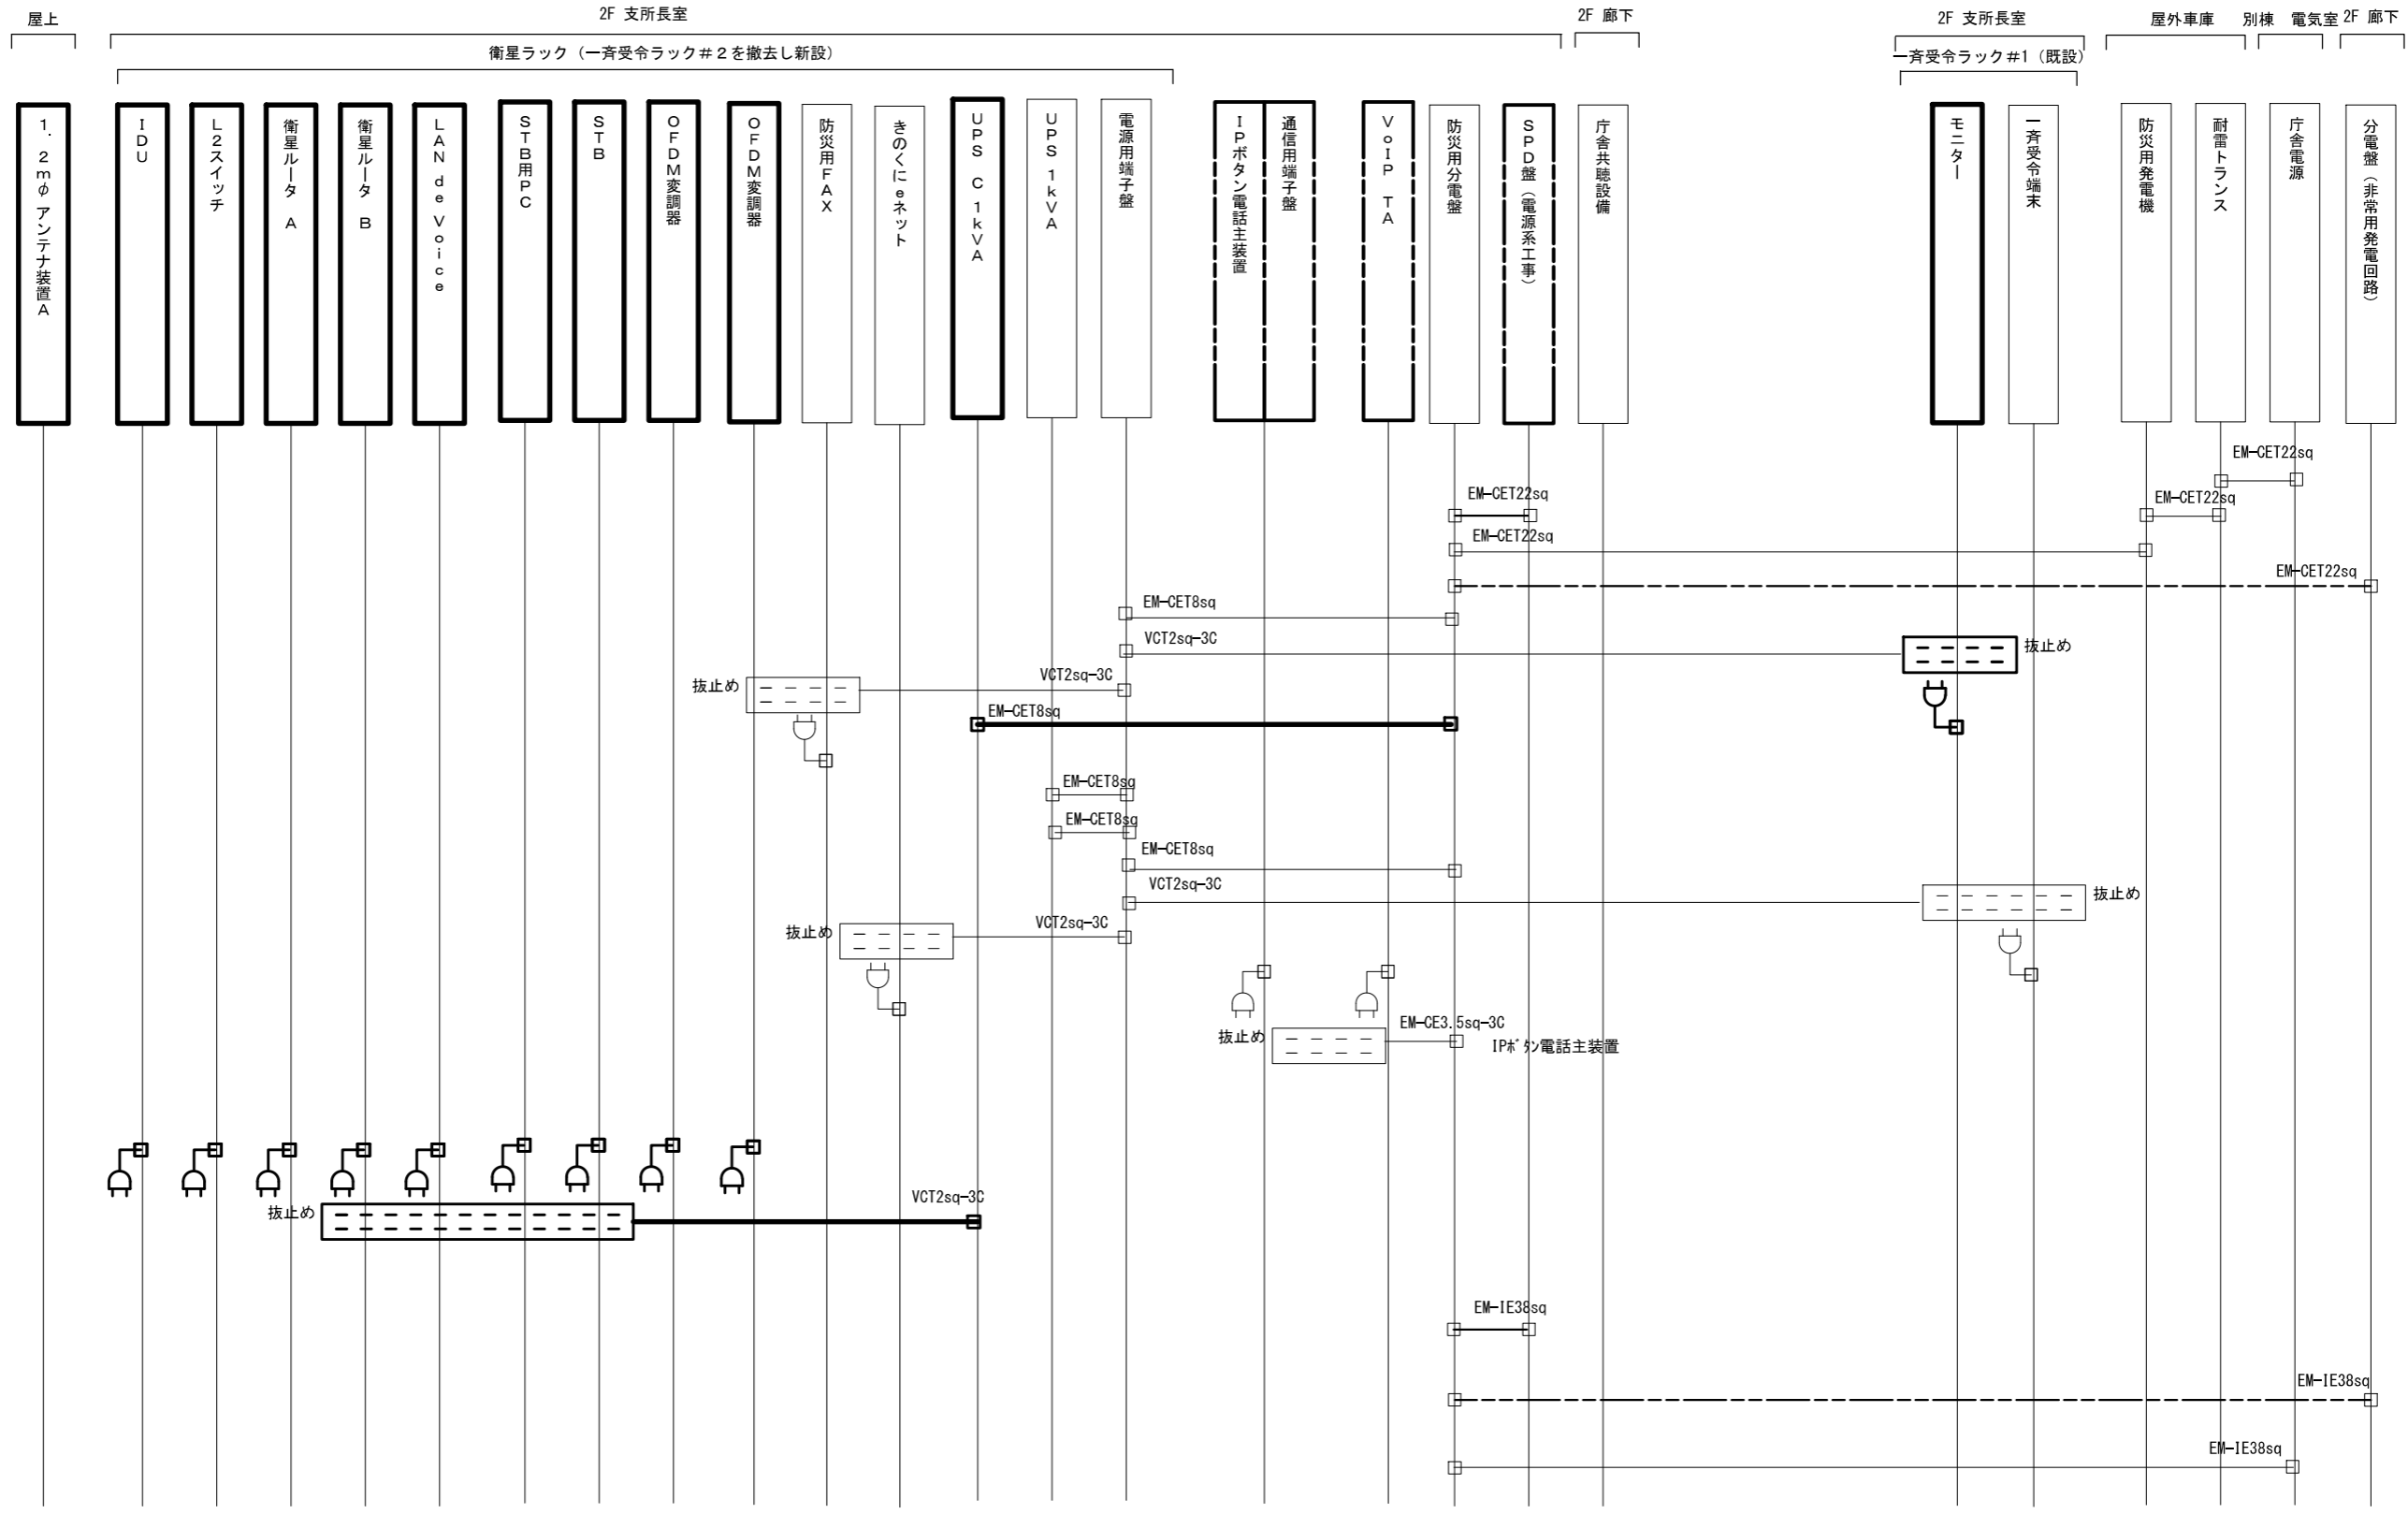 屋上
2F 支所長室
2F 廊下
2F 支所長室
屋外車庫
別棟 電気室
2F 廊下
衛星ラック（一斉受令ラック＃２を撤去し新設）
一斉受令ラック＃1（既設）
１．２ｍφアンテナ装置Ａ
ＩＤＵ
Ｌ２スイッチ
衛星ルータ Ａ
衛星ルータ Ｂ
ＬＡＮ ｄｅ Ｖｏｉｃｅ
ＳＴＢ用ＰＣ
ＳＴＢ
ＯＦＤＭ変調器
ＯＦＤＭ変調器
防災用ＦＡＸ
きのくにｅネット
ＵＰＳ Ｃ １ｋＶＡ
ＵＰＳ １ｋＶＡ
電源用端子盤
ＩＰボタン電話主装置
通信用端子盤
ＶｏＩＰ ＴＡ
防災用分電盤
ＳＰＤ盤（電源系工事）
庁舎共聴設備
モニター
一斉受令端末
防災用発電機
耐雷トランス
庁舎電源
分電盤（非常用発電回路）
EM-CET22sq
EM-CET22sq
EM-CET22sq
EM-CET22sq
EM-CET22sq
EM-CET8sq
VCT2sq-3C
抜止め
VCT2sq-3C
抜止め
EM-CET8sq
EM-CET8sq
EM-CET8sq
EM-CET8sq
VCT2sq-3C
抜止め
VCT2sq-3C
抜止め
EM-CE3.5sq-3C
抜止め
IPﾎﾞﾀﾝ電話主装置
VCT2sq-3C
抜止め
EM-IE38sq
EM-IE38sq
EM-IE38sq